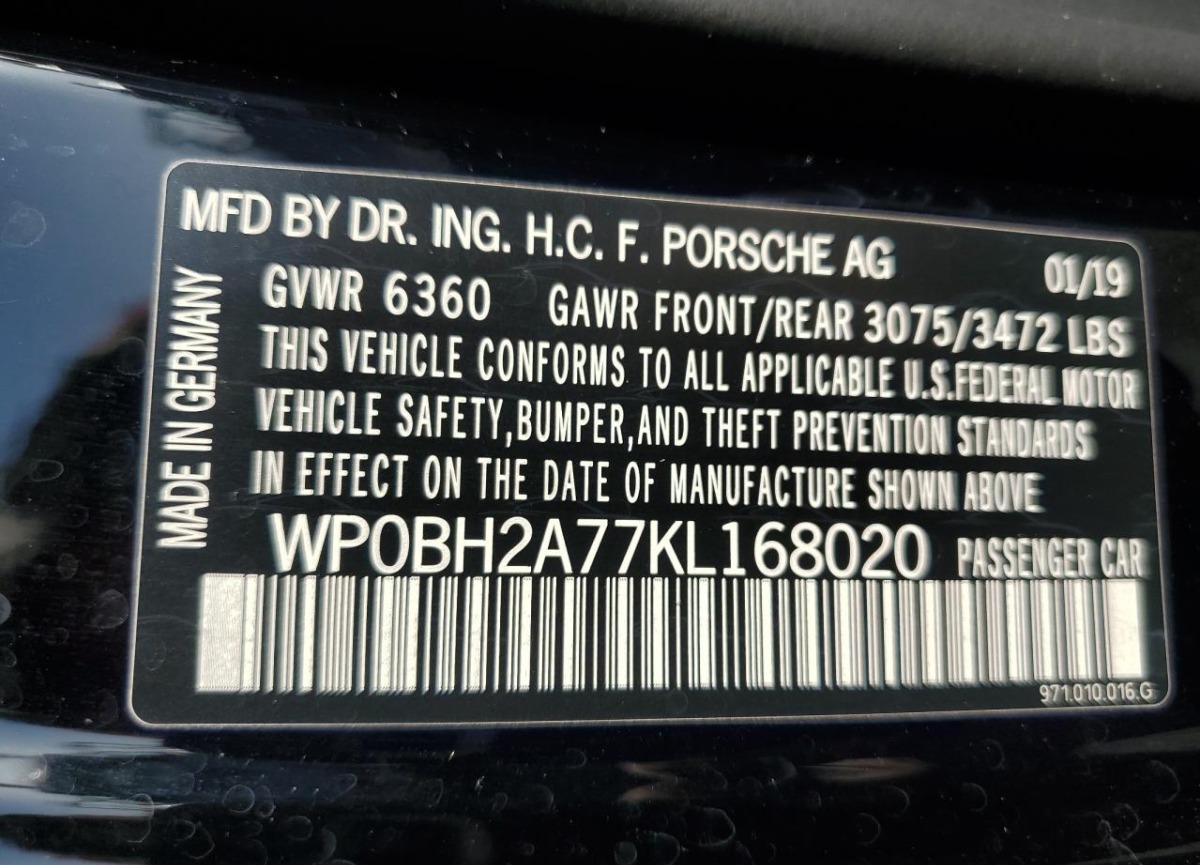 MFD BY DR. ING. H.C. F. PORSCHE AG 01/19
GVWR 6360 GAWR FRONT/REAR 3075/3472 LBS
THIS VEHICLE CONFORMS TO ALL APPLICABLE U.S.FEDERAL MOTOR
VEHICLE SAFETY,BUMPER,AND THEFT PREVENTION STANDARDS
IN EFFECT ON THE DATE OF MANUFACTURE SHOWN ABOVE
WP0BH2A77KL168020 PASSENGER CAR
971.010.016.G
MADE IN GERMANY